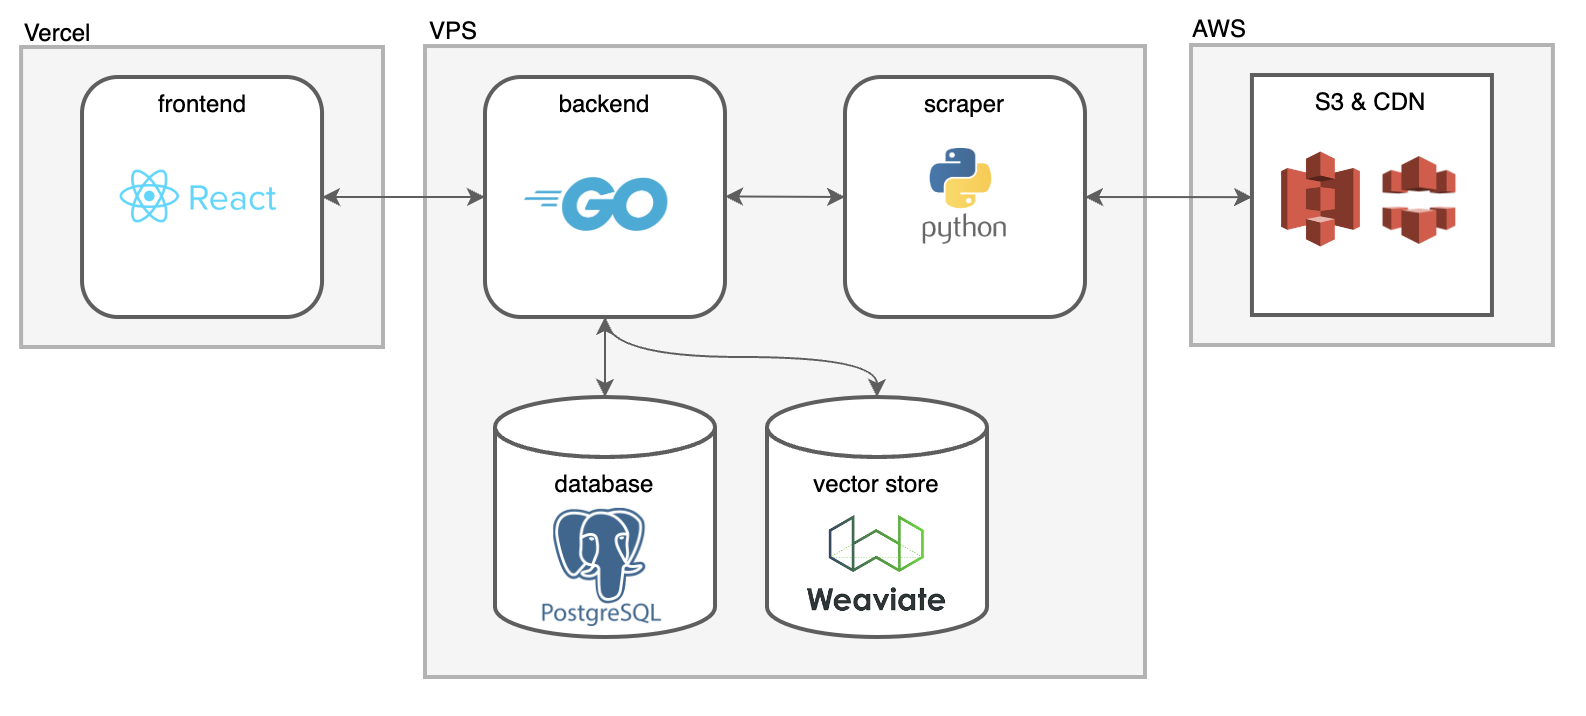 Vercel
VPS
AWS
frontend
backend
scraper
S3 & CDN
React
GO
python
database
vector store
PostgreSQL
Weaviate